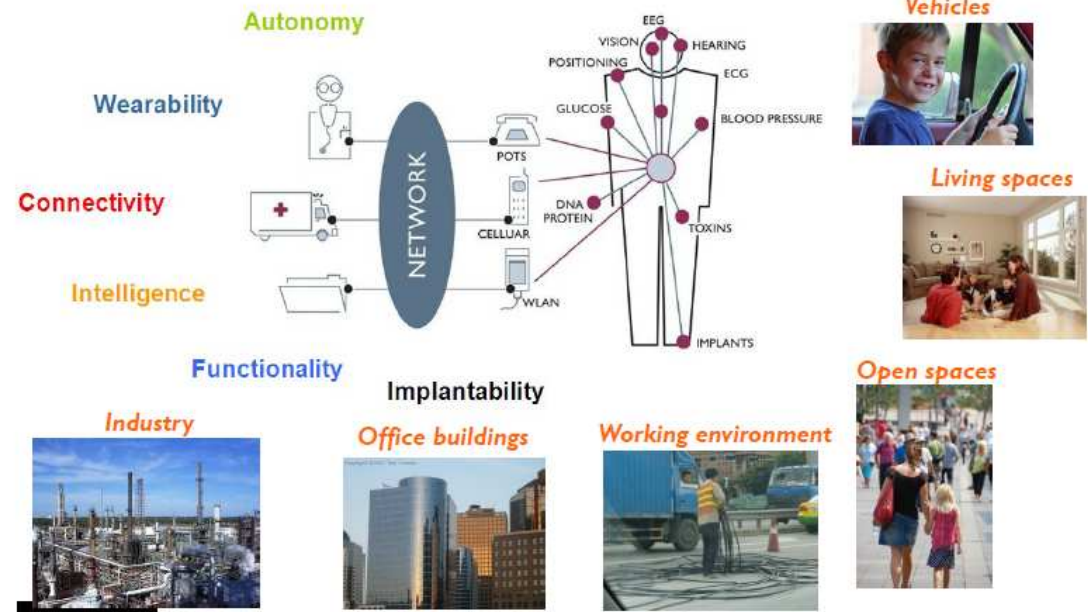 Autonomy
Vehicles
EEG
VISION
HEARING
POSITIONING
ECG
Wearability
GLUCOSE
BLOOD PRESSURE
POTS
NETWORK
Living spaces
Connectivity
DNA
PROTEIN
CELLUAR
TOXINS
Intelligence
WLAN
IMPLANTS
Functionality
Implantability
Open spaces
Industry
Office buildings
Working environment